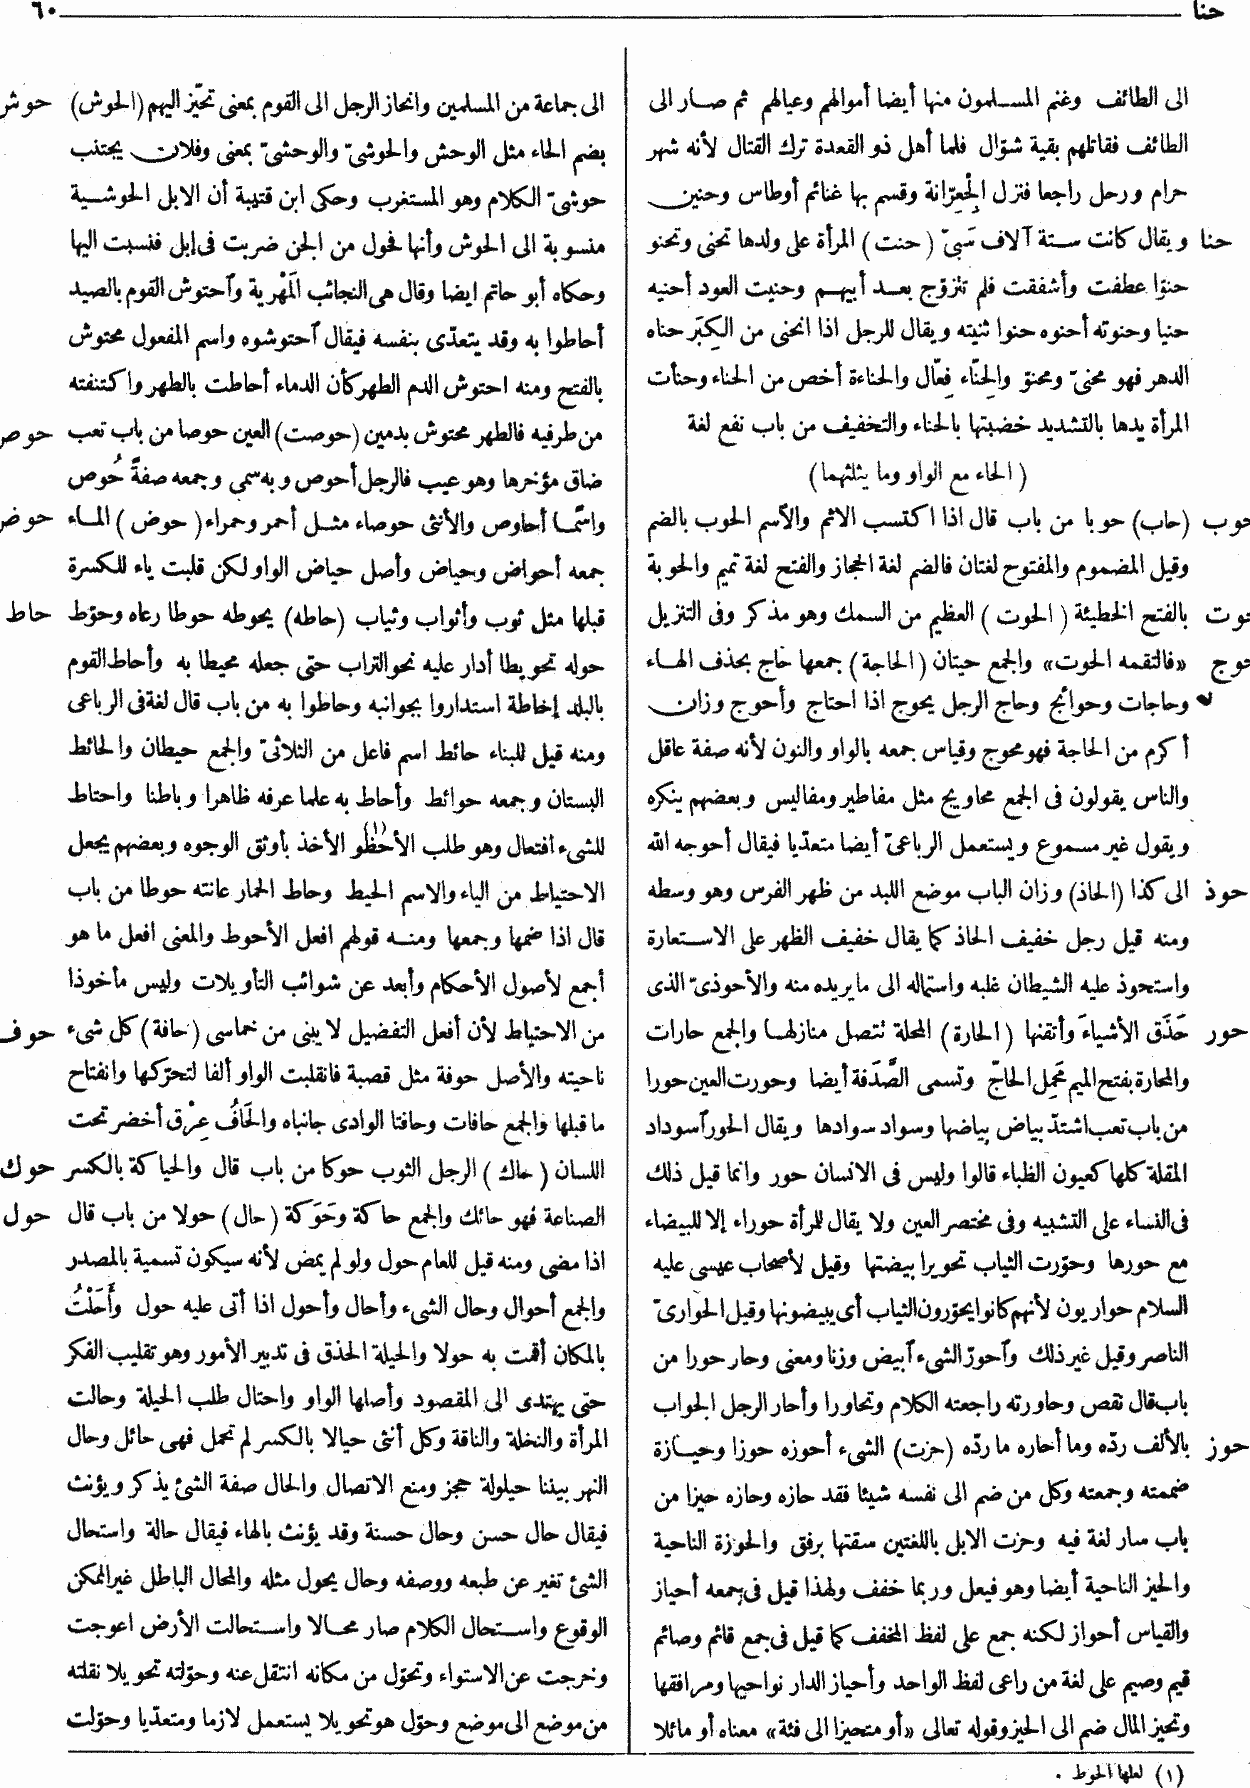 حنا
٦٠
الى الطائف وغنم المسلمون منها أيضا أموالهم وعيالهم ثم صار الى
الطائف فقاتلهم بقية شوّال فلما أهل ذو القعدة ترك القتال لأنه شهر
حرام ورحل راجعا فنزل الْجِعِرّانة وقسم بها غنائم أوطاس وحنين
حنا ويقال كانت ستة آلاف سَبىّ (حنت) المرأة على ولدها تحنى وتحنو
حنوّا عطفت وأشفقت فلم تتزوّج بعد أبيهم وحنيت العود أحنيه
حنيا وحنوته أحنوه حنوا ثنيته ويقال للرجل اذا انحنى من الكِبَر حناه
الدهر فهو محنىّ ومحنوّ والحِنّاء فِعّال والحناءة أخص من الحناء وحنأت
المرأة يدها بالتشديد خضبتها بالحناء والتخفيف من باب نفع لغة
(الحاء مع الواو وما يثلثهما)
حوب (حاب) حوبا من باب قال اذا اكتسب الاثم والآسم الحوب بالضم
وقيل المضموم والمفتوح لغتان فالضم لغة الحجاز والفتح لغة تميم والحوبة
حوت بالفتح الخطيئة (الحوت) العظيم من السمك وهو مذكر وفى التنزيل
حوج «فالتقمه الحوت» والجمع حيتان (الحاجة) جمعها حاج بحذف الهاء
وحاجات وحوائج وحاج الرجل يحوج اذا احتاج وأحوج وزان
أكرم من الحاجة فهو محوج وقياس جمعه بالواو والنون لأنه صفة عاقل
والناس يقولون فى الجمع محاويج مثل مفاطير ومفاليس وبعضهم ينكره
ويقول غير مسموع ويستعمل الرباعىّ أيضا متعدّيا فيقال أحوجه الله
حوذ الى كذا (الحاذ) وزان الباب موضع اللبد من ظهر الفرس وهو وسطه
ومنه قيل رجل خفيف الحاذ كما يقال خفيف الظهر على الاستعارة
واستحوذ عليه الشيطان غلبه واستماله الى ما يريده منه والأحوذىّ الذى
حور حَذَق الأشياءَ وأتقنها (الحارة) المحلة تتصل منازلها والجمع حارات
والمحارة بفتح الميم مَحْمِل الحاجّ وتسمى الصَّدَفة أيضا وحورت العين حورا
من باب تعب اشتدّ بياض بياضها وسواد سوادها ويقال الحور آسوداد
المقلة كلها كعيون الظباء قالوا وليس فى الانسان حور وانما قيل ذلك
فى النساء على التشبيه وفى مختصر العين ولا يقال للمرأة حوراء إلا للبيضاء
مع حورها وحوّرت الثياب تحويرا بيضتها وقيل لأصحاب عيسى عليه
السلام حواريون لأنهم كانوا يحوّرون الثياب أى يبيضونها وقيل الحوارىّ
الناصر وقيل غير ذلك وآحورّ الشىء آبيض وزنا ومعنى وحار حورا من
باب قال نقص وحاورته راجعته الكلام وتحاورا وأحار الرجل الجواب
حوز بالألف ردّه وما أحاره ما ردّه (حزت) الشىء أحوزه حوزا وحيازة
ضممته وجمعته وكل من ضم الى نفسه شيئا فقد حازه وحازه حيزا من
باب سار لغة فيه وحزت الابل باللغتين سقتها برفق والحوزة الناحية
والحيز الناحية أيضا وهو فيعل وربما خفف ولهذا قيل فى جمعه أحياز
والقياس أحواز لكنه جمع على لفظ المخفف كما قيل فى جمع قائم وصائم
قيم وصيم على لغة من راعى لفظ الواحد وأحياز الدار نواحيها ومرافقها
وتحيز المال ضم الى الحيز وقوله تعالى «أو متحيزا الى فئة» معناه أو مائلا
الى جماعة من المسلمين وانحاز الرجل الى القوم بمعنى تحيّز اليهم (الحوش) حوش
بضم الحاء مثل الوحش والحوشىّ والوحشىّ بمعنى وفلان يجتنب
حوشىّ الكلام وهو المستغرب وحكى ابن قتيبة أن الابل الحوشية
منسوبة الى الحوش وأنها فحول من الجن ضربت فى إبل فنسبت اليها
وحكاه أبو حاتم ايضا وقال هى النجائب المَهْرية وآحتوش القوم بالصيد
أحاطوا به وقد يتعدّى بنفسه فيقال آحتوشوه واسم المفعول محتوش
بالفتح ومنه احتوش الدم الطهر كأن الدماء أحاطت بالطهر واكتنفته
من طرفيه فالطهر محتوش بدمين (حوصت) العين حوصا من باب تعب حوص
ضاق مؤخرها وهو عيب فالرجل أحوص وبه سمى وجمعه صفةً حُوص
واسمًا أحاوص والأنثى حوصاء مثل أحمر وحمراء (حوض) الماء حوض
جمعه أحواض وحياض وأصل حياض الواو لكن قلبت ياء للكسرة
قبلها مثل ثوب وأثواب وثياب (حاطه) يحوطه حوطا رعاه وحوّط حاط
حوله تحويطا أدار عليه نحو التراب حتى جعله محيطا به وأحاط القوم
بالبلد إحاطة استداروا بجوانبه وحاطوا به من باب قال لغة فى الرباعى
ومنه قيل للبناء حائط اسم فاعل من الثلاثىّ والجمع حيطان والحائط
البستان وجمعه حوائط وأحاط به علما عرفه ظاهرا وباطنا واحتاط
للشىء افتعال وهو طلب الأحظ(١)و الأخذ بأوثق الوجوه وبعضهم يجعل
الاحتياط من الياء والاسم الحيط وحاط الحمار عانته حوطا من باب
قال اذا ضمها وجمعها ومنه قولهم افعل الأحوط والمعنى افعل ما هو
أجمع لأصول الأحكام وأبعد عن شوائب التأويلات وليس مأخوذا
من الاحتياط لأن أفعل التفضيل لا يبنى من خماسى (حافة) كل شىء حوف
ناحيته والأصل حوفة مثل قصبة فانقلبت الواو ألفا لتحرّكها وانفتاح
ما قبلها والجمع حافات وحافتا الوادى جانباه والحَافُ عِرْق أخضر تحت
اللسان (حاك) الرجل الثوب حوكا من باب قال والحياكة بالكسر حوك
الصناعة فهو حائك والجمع حاكة وحَوَكة (حال) حولا من باب قال حول
اذا مضى ومنه قيل للعام حول ولو لم يمض لأنه سيكون تسمية بالمصدر
والجمع أحوال وحال الشىء وأحال وأحول اذا أتى عليه حول وأَحَلْتُ
بالمكان أقمت به حولا والحيلة الحذق فى تدبير الأمور وهو تقليب الفكر
حتى يهتدى الى المقصود وأصلها الواو واحتال طلب الحيلة وحالت
المرأة والنخلة والناقة وكل أنثى حيالا بالكسر لم تحمل فهى حائل وحال
النهر بيننا حيلولة حجز ومنع الاتصال والحال صفة الشئ يذكر ويؤنث
فيقال حال حسن وحال حسنة وقد يؤنث بالهاء فيقال حالة واستحال
الشئ تغير عن طبعه ووصفه وحال يحول مثله والمحال الباطل غير الممكن
الوقوع واستحال الكلام صار محالا واستحالت الأرض اعوجت
وخرجت عن الاستواء وتحوّل من مكانه انتقل عنه وحوّلته تحويلا نقلته
من موضع الى موضع وحوّل هو تحويلا يستعمل لازما ومتعدّيا وحوّلت
(١) لعلها الحوط .